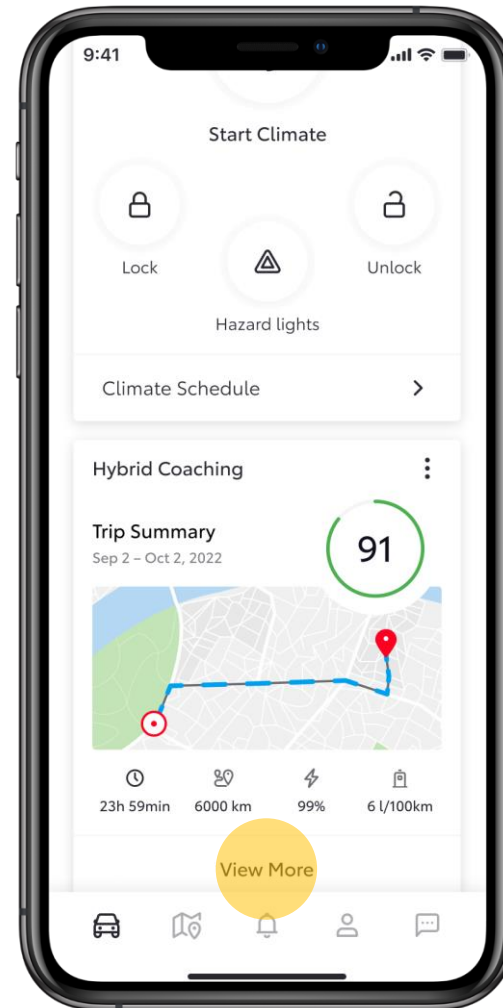 9:41
Start Climate
Lock
Unlock
Hazard lights
Climate Schedule
Hybrid Coaching
Trip Summary
Sep 2 – Oct 2, 2022
91
23h 59min 6000 km 99% 6 l/100km
View More